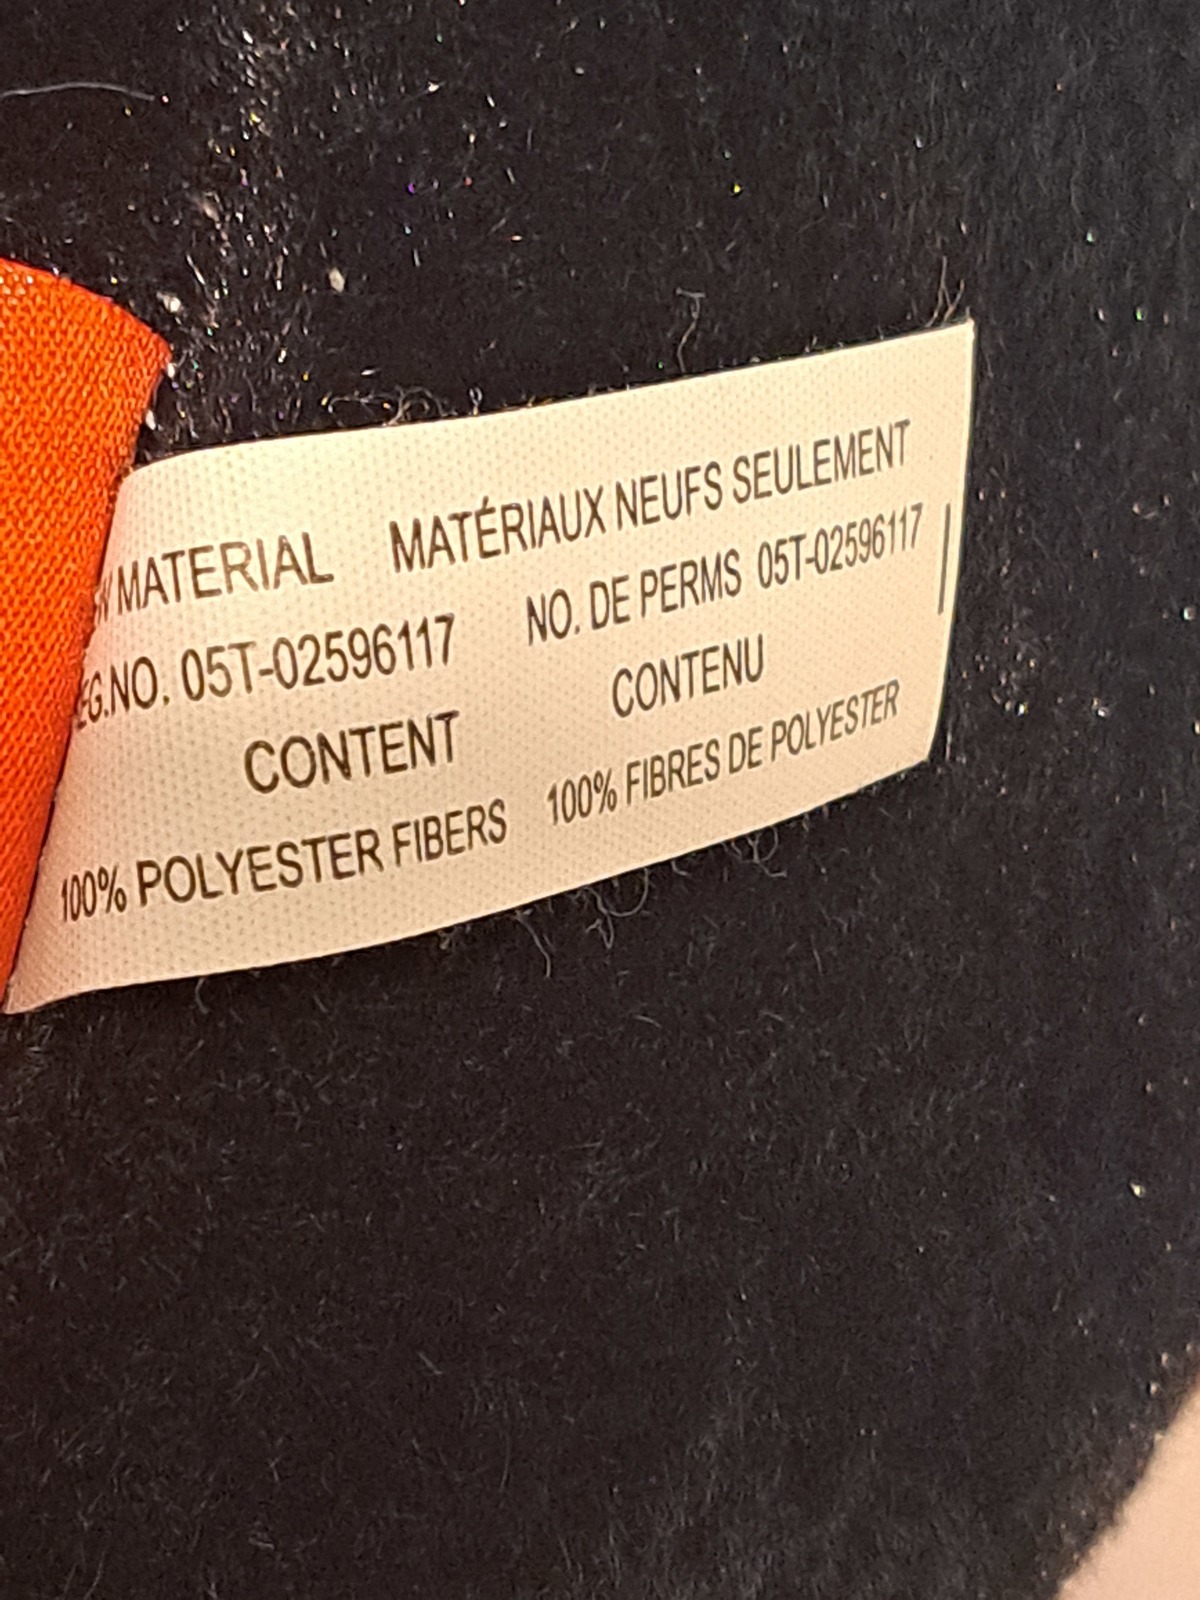 MATERIAL MATÉRIAUX NEUFS SEULEMENT
EG.NO. 05T-02596117 NO. DE PERMS 05T-02596117
CONTENT CONTENU
100% POLYESTER FIBERS 100% FIBRES DE POLYESTER